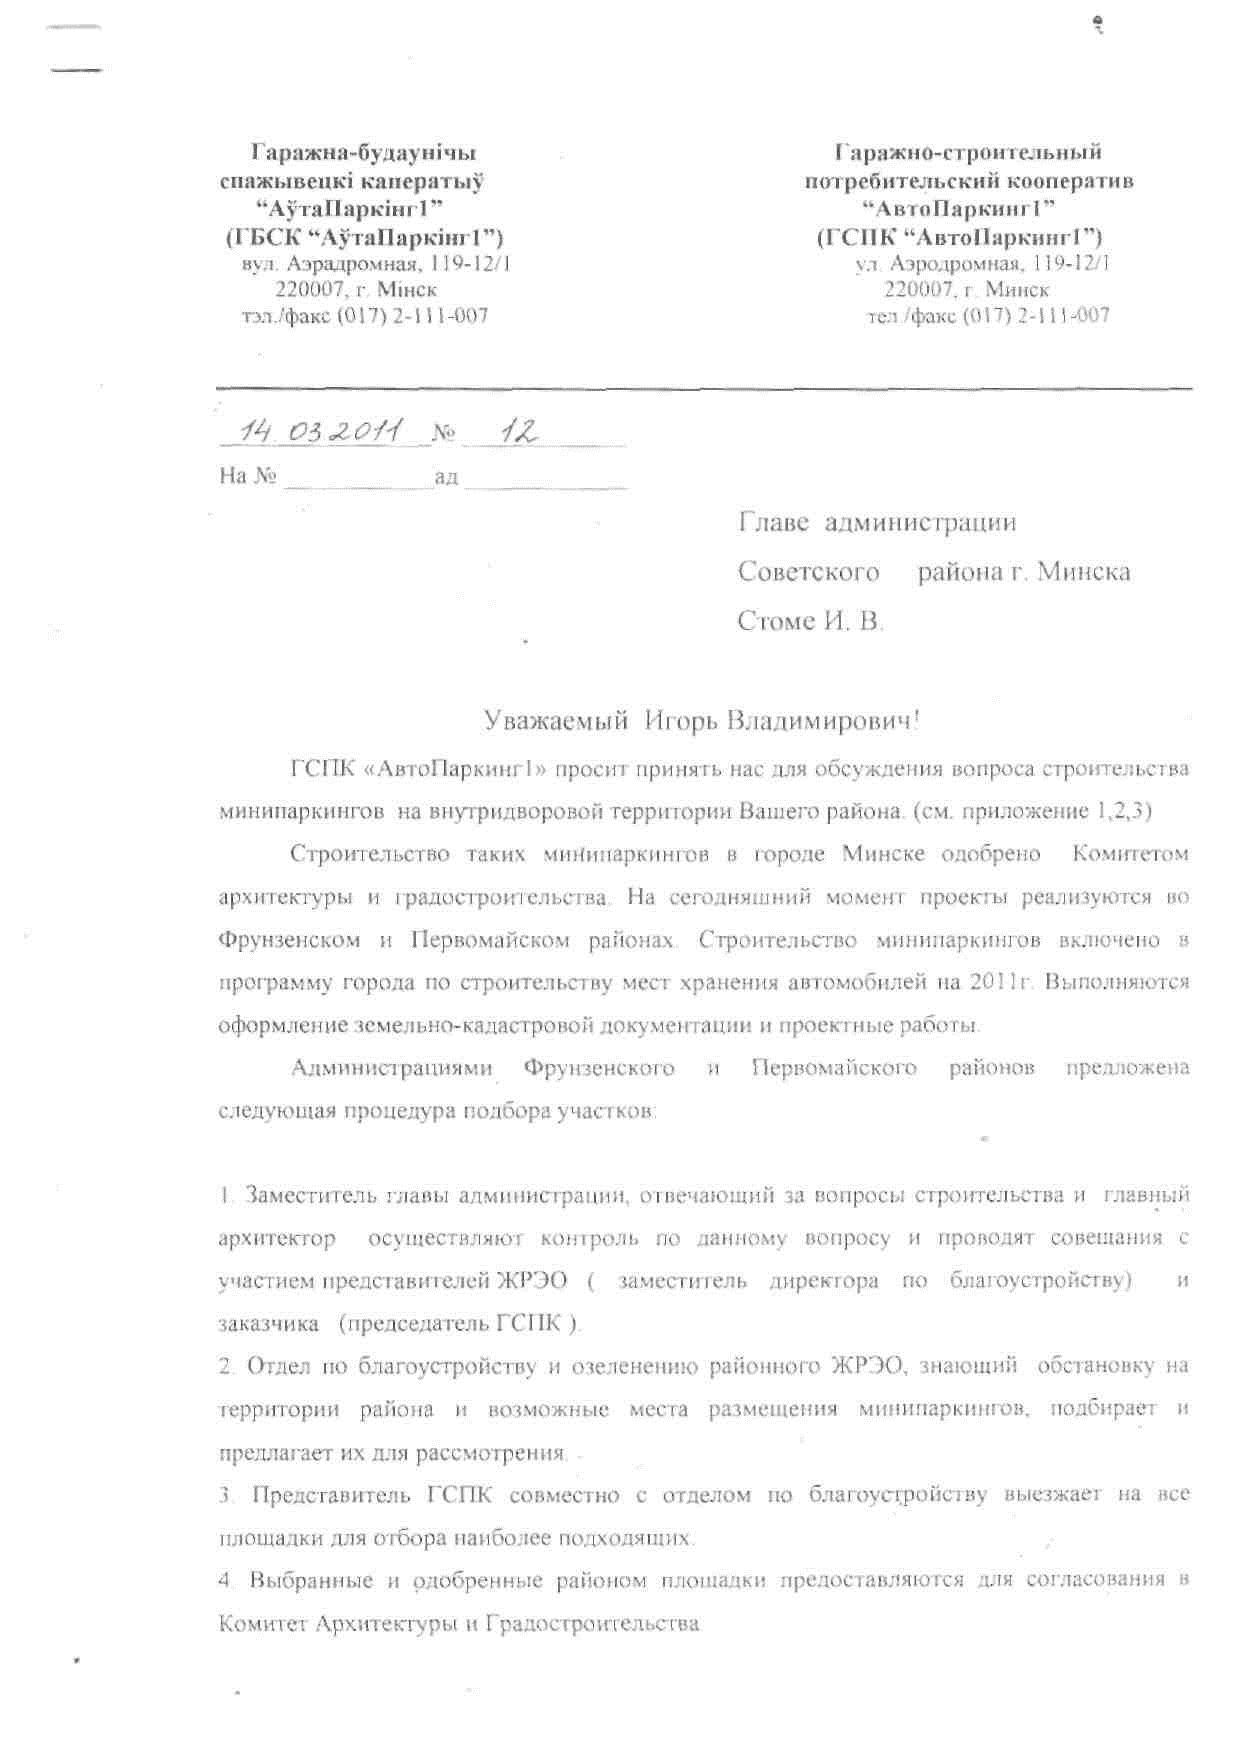 Гаражна-будаўнічы
спажывецкі каператыў
“АўтаПаркінг1”
(ГБСК “АўтаПаркінг1”)
вул. Аэрадромная, 119-12/1
220007, г. Мінск
тэл./факс (017) 2-111-007
Гаражно-строительный
потребительский кооператив
“АвтоПаркинг1”
(ГСПК “АвтоПаркинг1”)
ул. Аэродромная, 119-12/1
220007, г. Минск
тел./факс (017) 2-111-007
14.03.2011 № 12
На № ____________ ад ____________
Главе администрации
Советского района г. Минска
Стоме И. В.
Уважаемый Игорь Владимирович!
ГСПК «АвтоПаркинг1» просит принять нас для обсуждения вопроса строительства
минипаркингов на внутридворовой территории Вашего района. (см. приложение 1,2,3)
Строительство таких минипаркингов в городе Минске одобрено Комитетом
архитектуры и градостроительства. На сегодняшний момент проекты реализуются во
Фрунзенском и Первомайском районах. Строительство минипаркингов включено в
программу города по строительству мест хранения автомобилей на 2011г. Выполняются
оформление земельно-кадастровой документации и проектные работы.
Администрациями Фрунзенского и Первомайского районов предложена
следующая процедура подбора участков:
1. Заместитель главы администрации, отвечающий за вопросы строительства и главный
архитектор осуществляют контроль по данному вопросу и проводят совещания с
участием представителей ЖРЭО ( заместитель директора по благоустройству) и
заказчика (председатель ГСПК ).
2. Отдел по благоустройству и озеленению районного ЖРЭО, знающий обстановку на
территории района и возможные места размещения минипаркингов, подбирает и
предлагает их для рассмотрения.
3. Представитель ГСПК совместно с отделом по благоустройству выезжает на все
площадки для отбора наиболее подходящих.
4. Выбранные и одобренные районом площадки предоставляются для согласования в
Комитет Архитектуры и Градостроительства